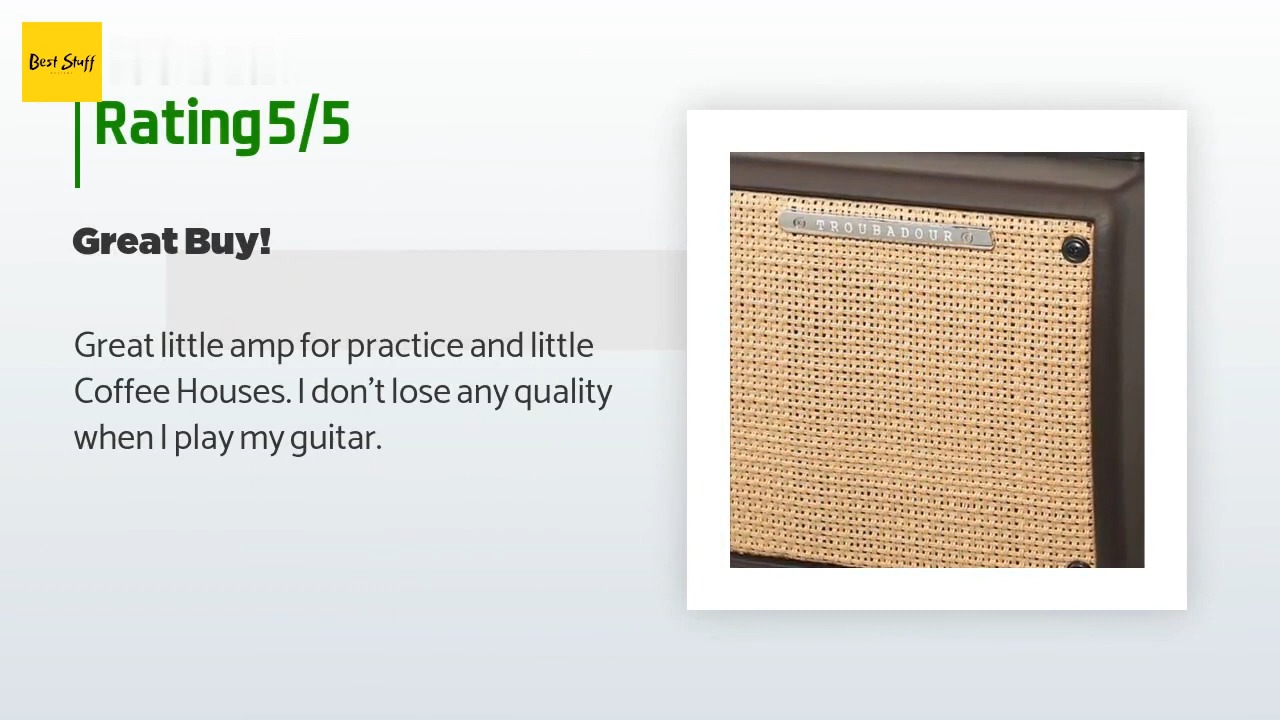 Best Stuff
Rating 5/5
Great Buy!
Great little amp for practice and little
Coffee Houses. I don’t lose any quality
when I play my guitar.
TROUBADOUR